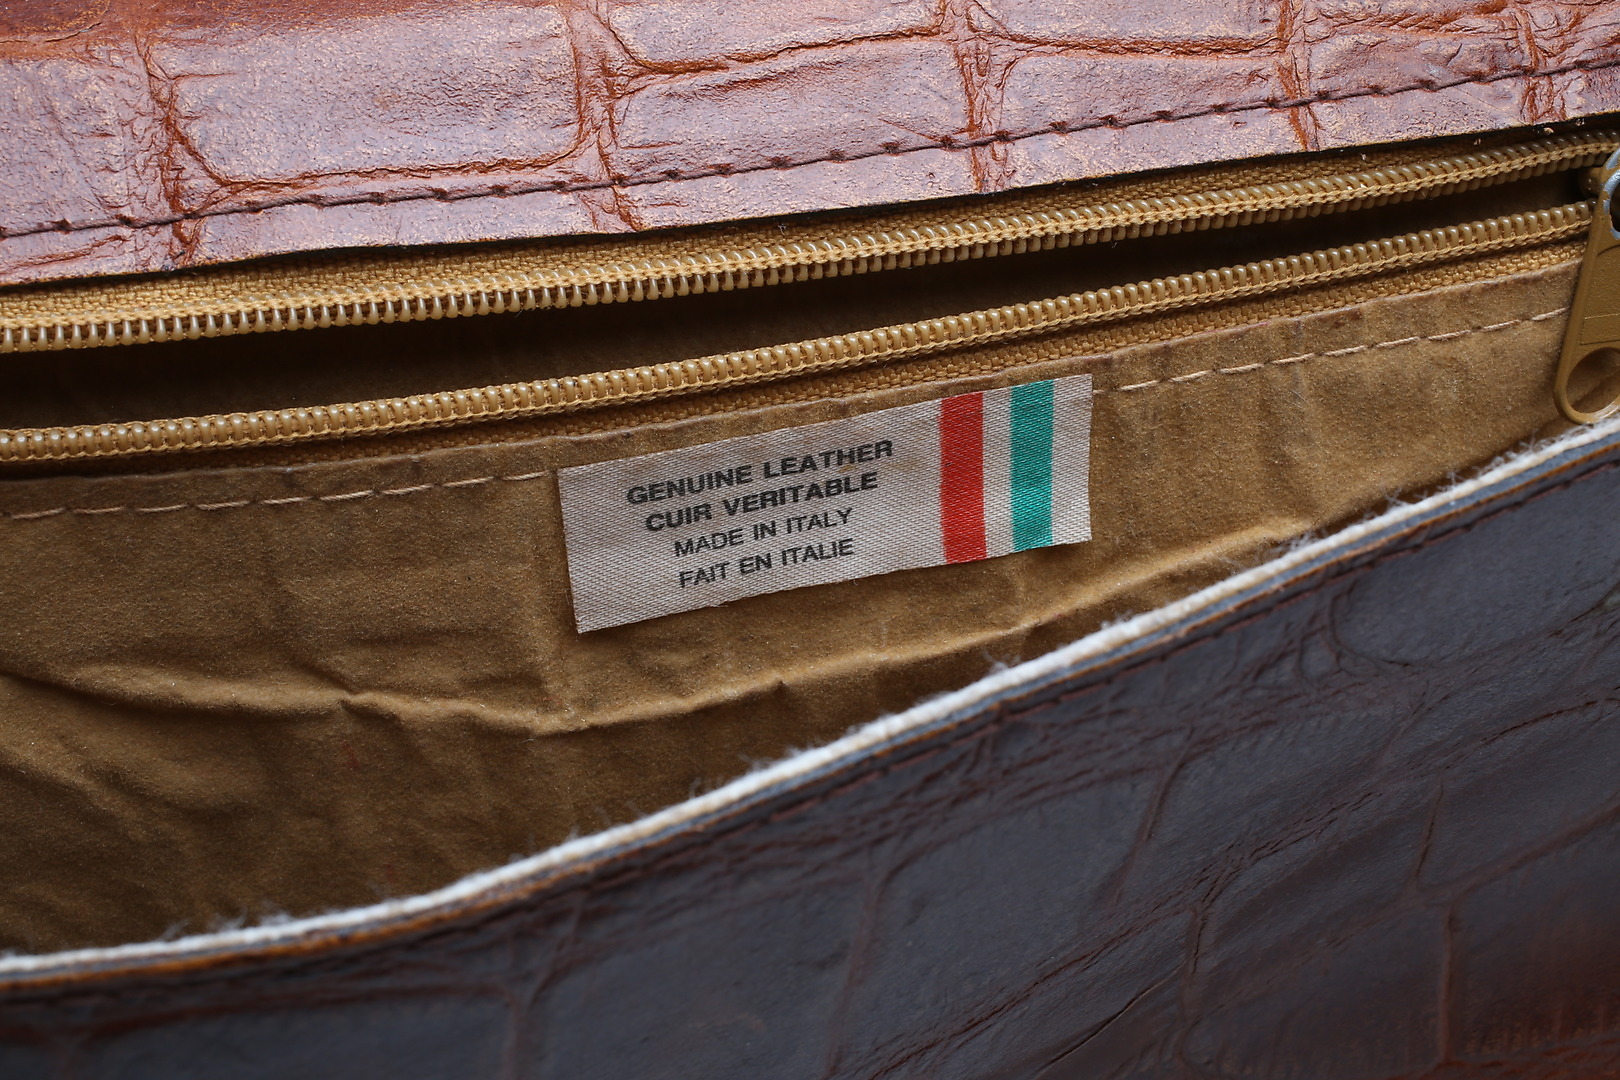 GENUINE LEATHER
CUIR VERITABLE
MADE IN ITALY
FAIT EN ITALIE